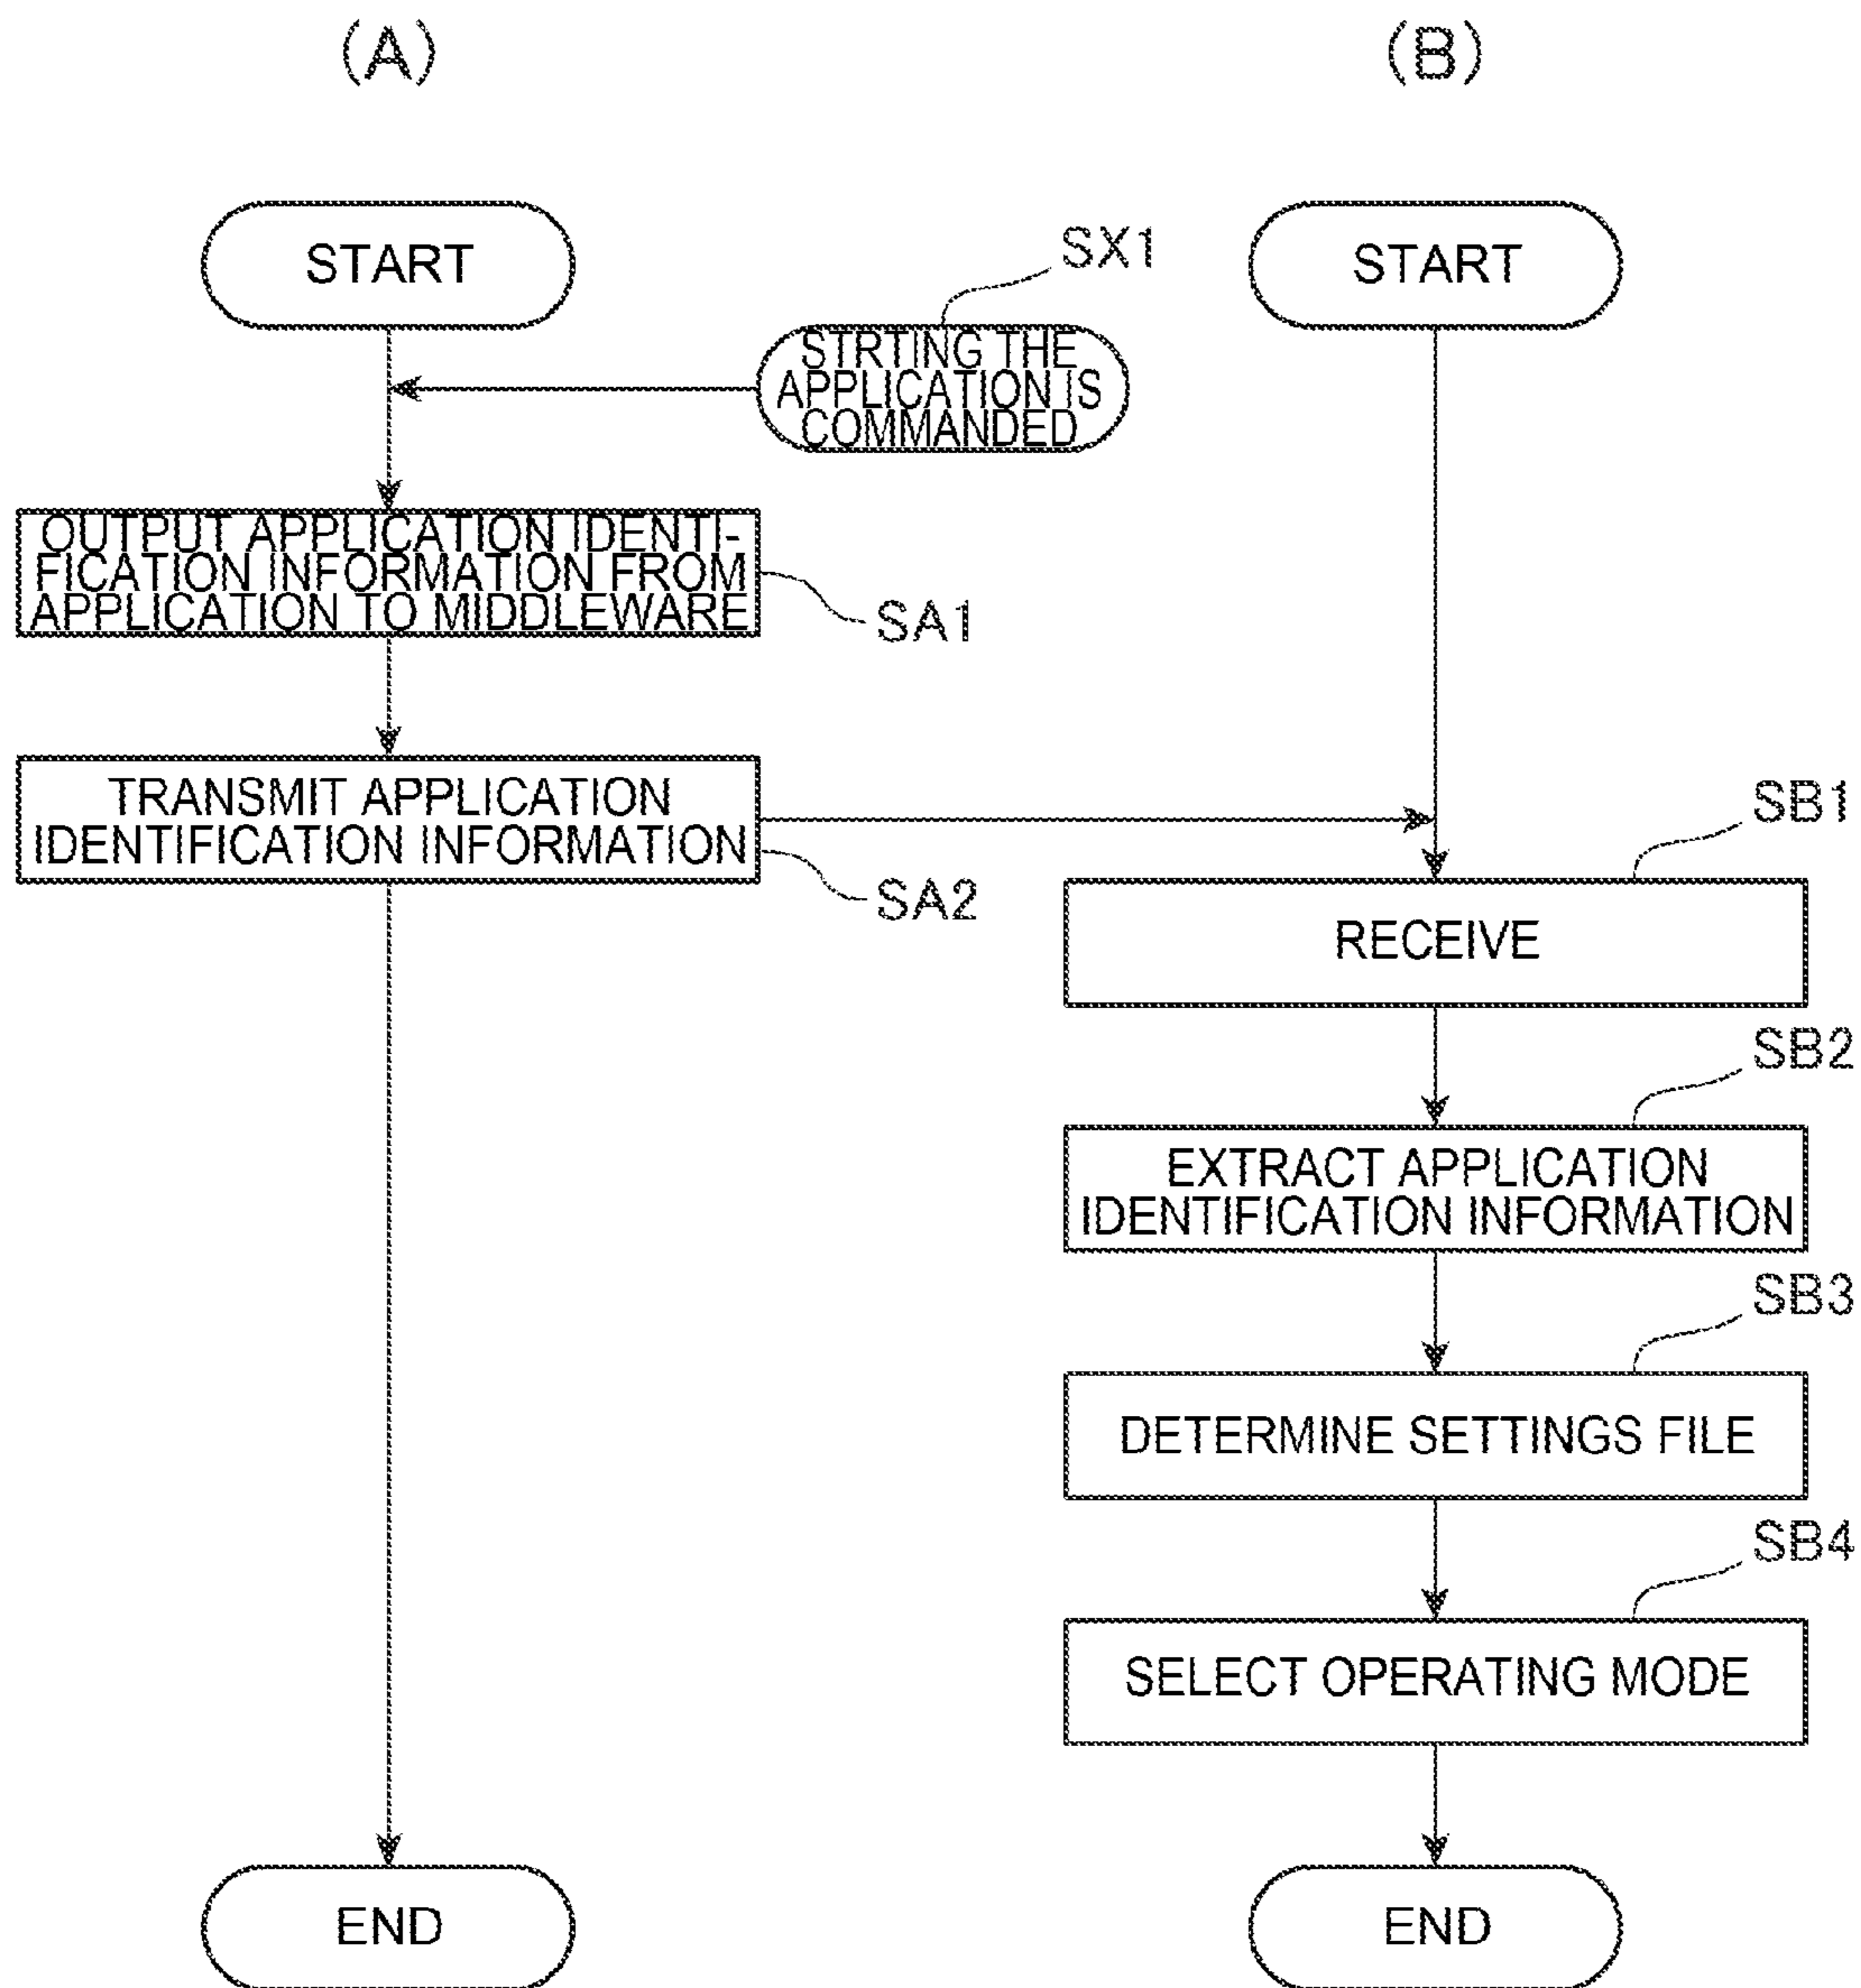 (A)
(B)
START
START
SX1
STRTING THE
APPLICATION IS
COMMANDED
OUTPUT APPLICATION IDENTI-
FICATION INFORMATION FROM
APPLICATION TO MIDDLEWARE
SA1
TRANSMIT APPLICATION
IDENTIFICATION INFORMATION
SA2
SB1
RECEIVE
SB2
EXTRACT APPLICATION
IDENTIFICATION INFORMATION
SB3
DETERMINE SETTINGS FILE
SB4
SELECT OPERATING MODE
END
END